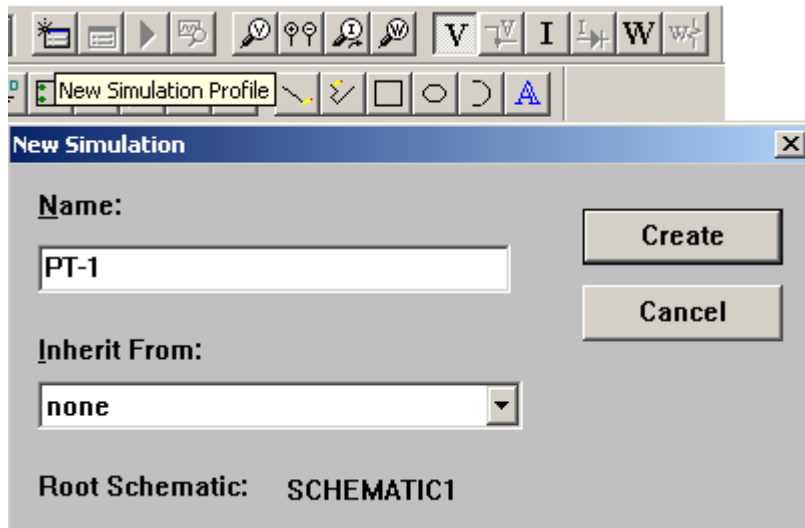 V I W
New Simulation Profile
A
New Simulation
Name:
PT-1
Create
Cancel
Inherit From:
none
Root Schematic: SCHEMATIC1